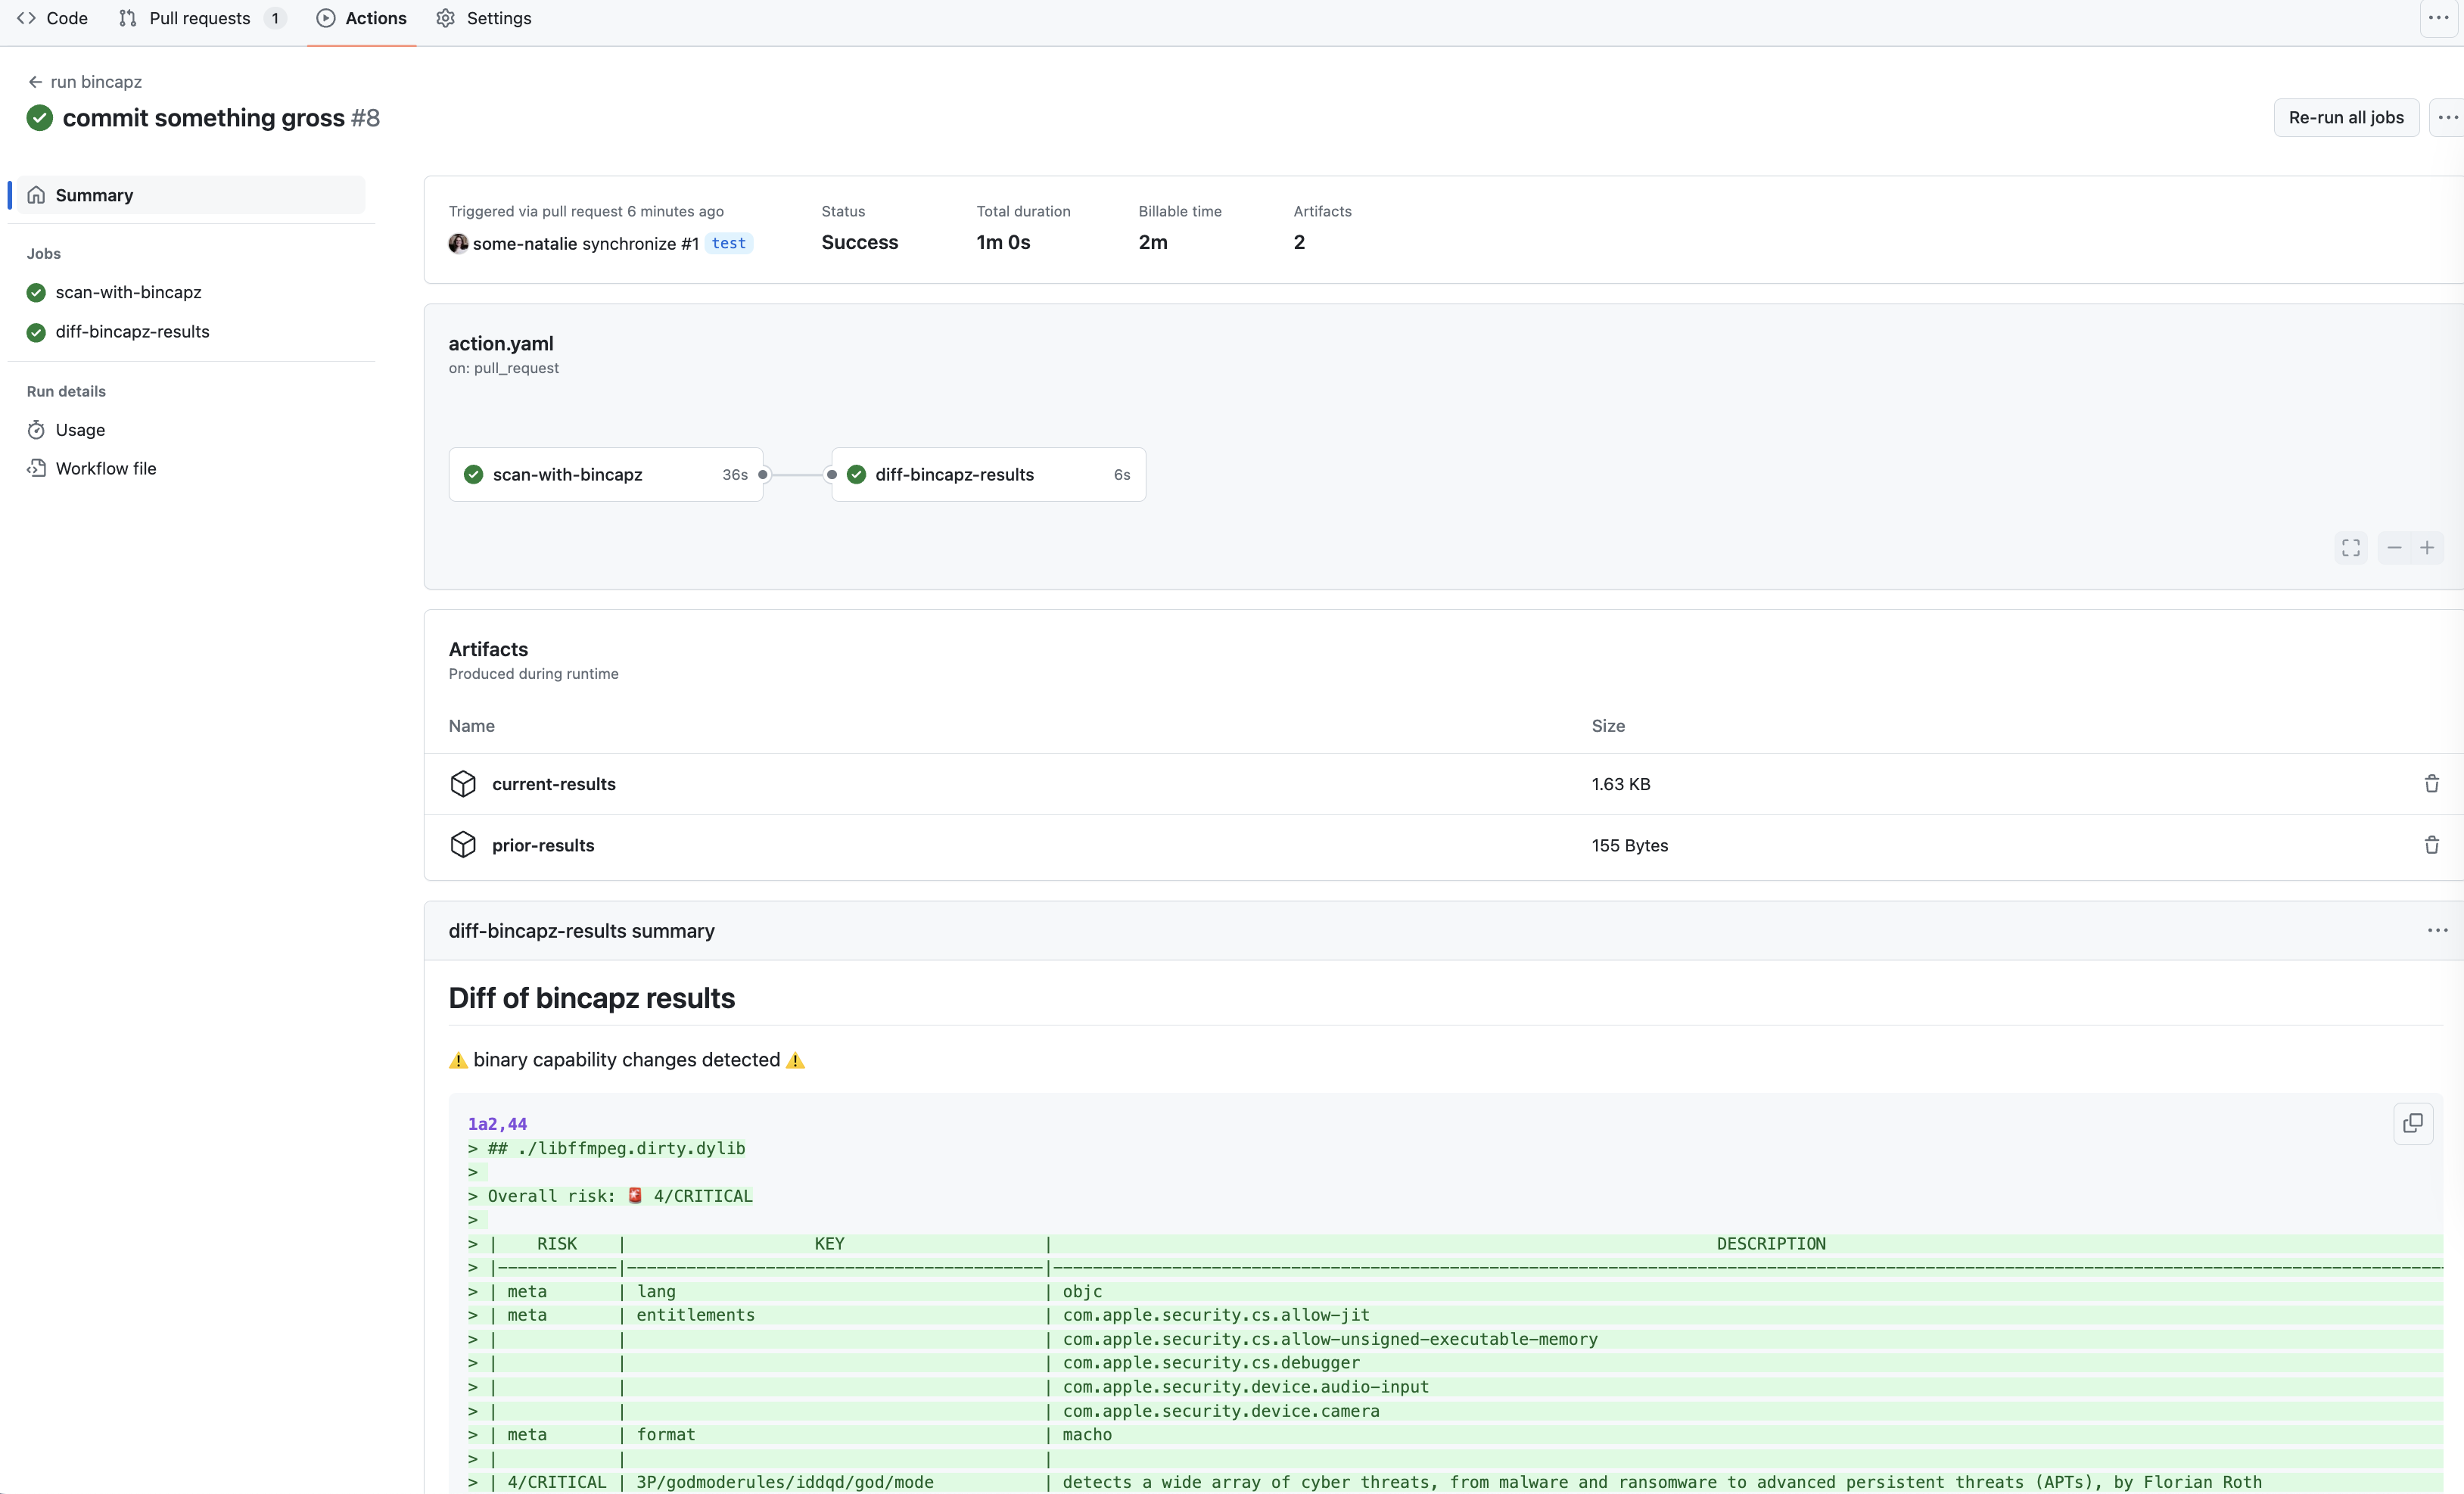 Code Pull requests 1 Actions Settings
← run bincapz
commit something gross #8
Re-run all jobs
Summary
Jobs
scan-with-bincapz
diff-bincapz-results
Run details
Usage
Workflow file
Triggered via pull request 6 minutes ago
some-natalie synchronize #1 test
Status
Success
Total duration
1m 0s
Billable time
2m
Artifacts
2
action.yaml
on: pull_request
scan-with-bincapz 36s
diff-bincapz-results 6s
Artifacts
Produced during runtime
Name Size
current-results 1.63 KB
prior-results 155 Bytes
diff-bincapz-results summary
Diff of bincapz results
⚠️ binary capability changes detected ⚠️
1a2,44
> ## ./libffmpeg.dirty.dylib
>
> Overall risk: 🚨 4/CRITICAL
>
> | RISK | KEY | DESCRIPTION
> |------------|------------------------------------------|--------------------------------------------------------------------------------------------------------------------------------------------
> | meta | lang | objc
> | meta | entitlements | com.apple.security.cs.allow-jit
> | | | com.apple.security.cs.allow-unsigned-executable-memory
> | | | com.apple.security.cs.debugger
> | | | com.apple.security.device.audio-input
> | | | com.apple.security.device.camera
> | meta | format | macho
> | | |
> | 4/CRITICAL | 3P/godmoderules/iddqd/god/mode | detects a wide array of cyber threats, from malware and ransomware to advanced persistent threats (APTs), by Florian Roth